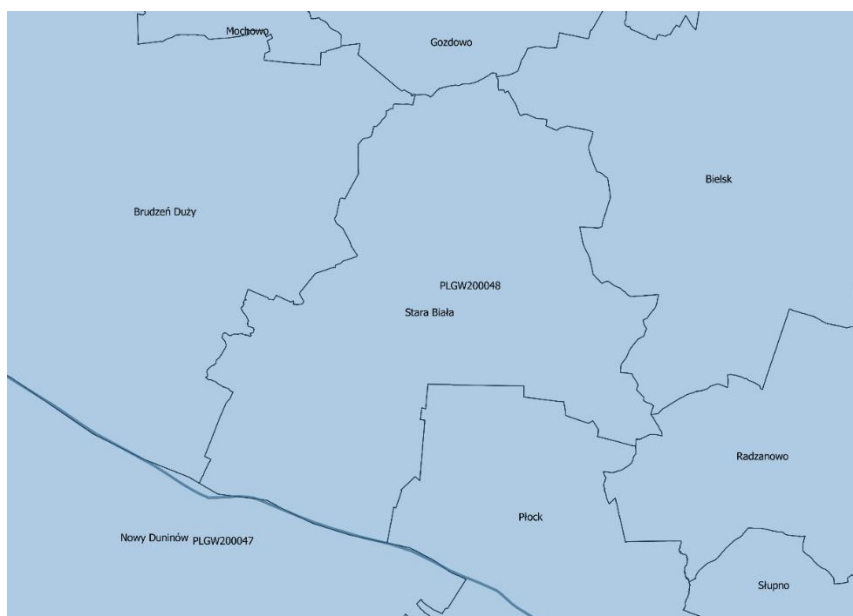 Mochowo
Gozdowo
Bielsk
Brudzeń Duży
PLGW200048
Stara Biała
Radzanowo
Płock
Nowy Duninów PLGW200047
Słupno